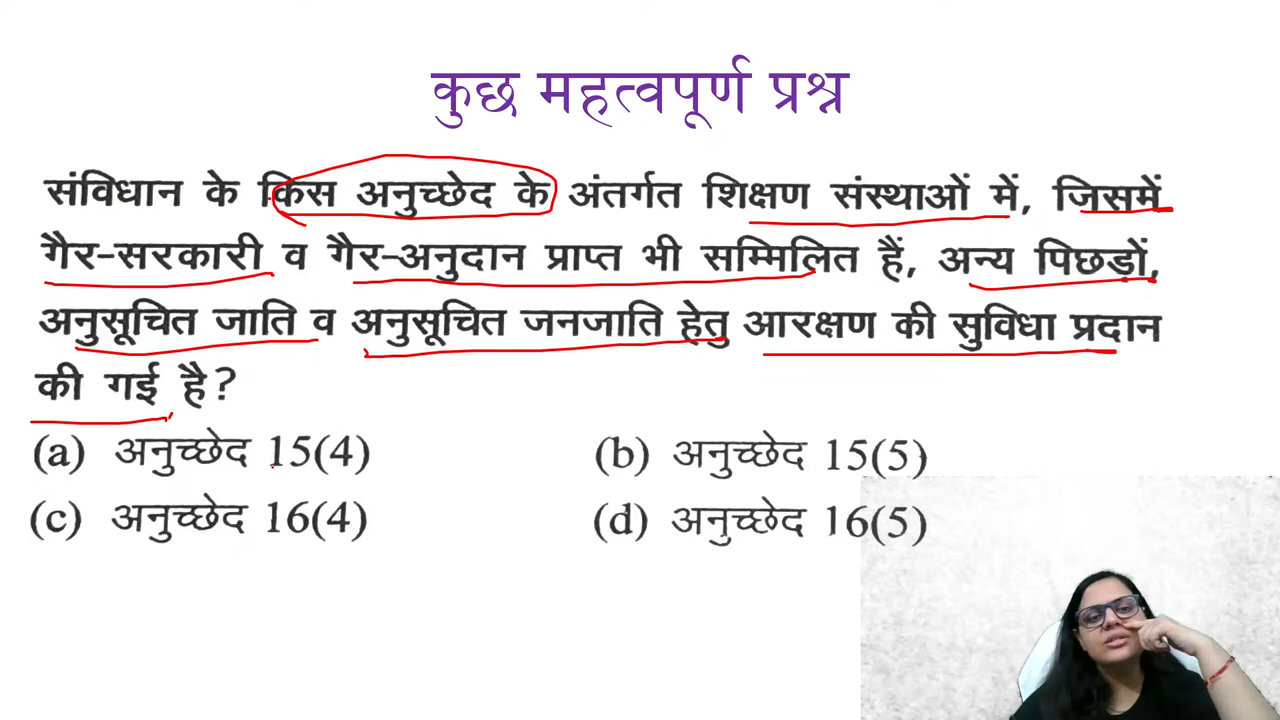 कुछ महत्वपूर्ण प्रश्न
संविधान के किस अनुच्छेद के अंतर्गत शिक्षण संस्थाओं में, जिसमें
गैर-सरकारी व गैर-अनुदान प्राप्त भी सम्मिलित हैं, अन्य पिछड़ों,
अनुसूचित जाति व अनुसूचित जनजाति हेतु आरक्षण की सुविधा प्रदान
की गई है?
(a) अनुच्छेद 15(4) (b) अनुच्छेद 15(5)
(c) अनुच्छेद 16(4) (d) अनुच्छेद 16(5)